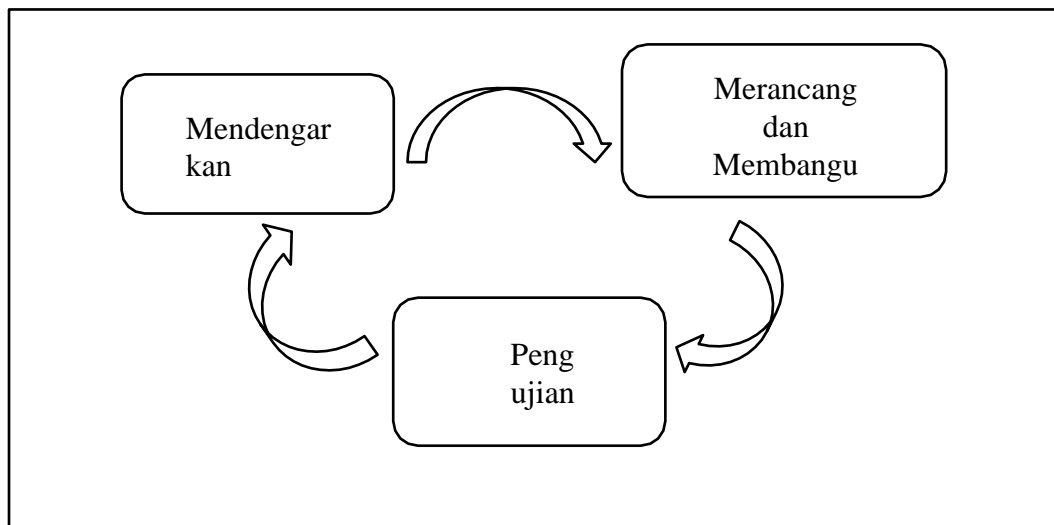 Mendengar
kan
Merancang
dan
Membangu
Peng
ujian